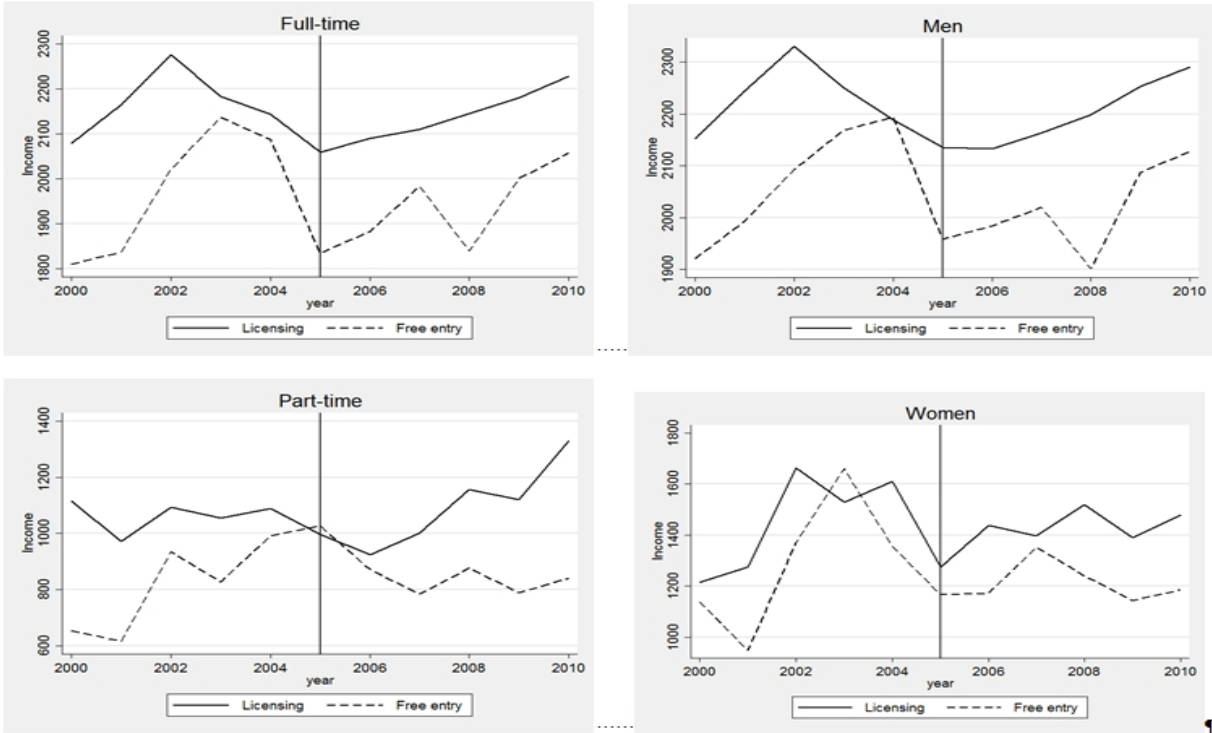 Full-time
2300
2200
2100
2000
1900
1800
Income
2000 2002 2004 2006 2008 2010
year
Licensing Free entry
Men
2300
2200
2100
2000
1900
Income
2000 2002 2004 2006 2008 2010
year
Licensing Free entry
Part-time
1400
1200
1000
800
600
Income
2000 2002 2004 2006 2008 2010
year
Licensing Free entry
Women
1800
1600
1400
1200
1000
Income
2000 2002 2004 2006 2008 2010
year
Licensing Free entry
¶